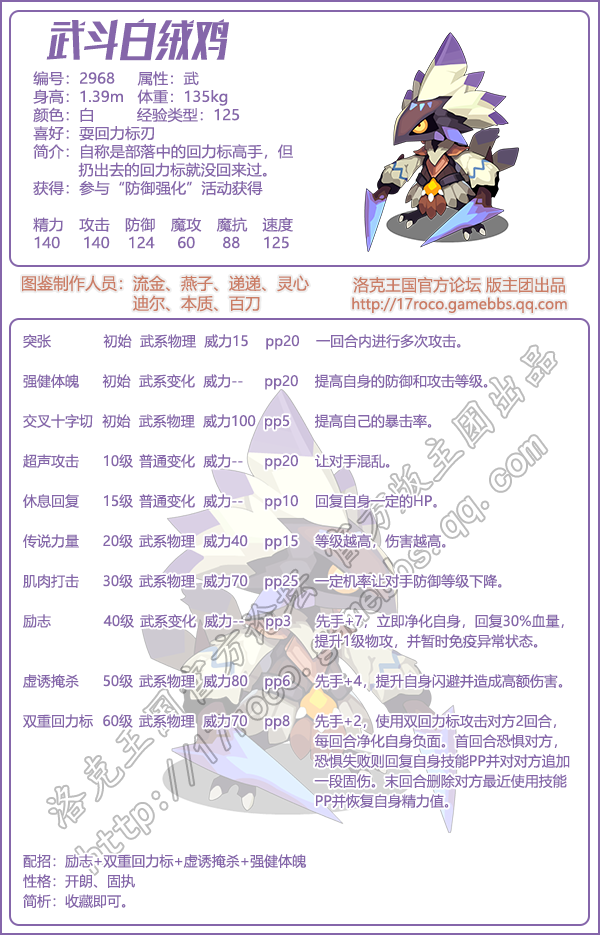 武斗白绒鸡
编号：2968 属性：武
身高：1.39m 体重：135kg
颜色：白 经验类型：125
喜好：耍回力标刃
简介：自称是部落中的回力标高手，但
扔出去的回力标就没回来过。
获得：参与“防御强化”活动获得
精力 攻击 防御 魔攻 魔抗 速度
140 140 124 60 88 125
图鉴制作人员：流金、燕子、递递、灵心
迪尔、本质、百刀
洛克王国官方论坛 版主团出品
http://17roco.gamebbs.qq.com
突张 初始 武系物理 威力15 pp20 一回合内进行多次攻击。
强健体魄 初始 武系变化 威力-- pp20 提高自身的防御和攻击等级。
交叉十字切 初始 武系物理 威力100 pp5 提高自己的暴击率。
超声攻击 10级 普通变化 威力-- pp20 让对手混乱。
休息回复 15级 普通变化 威力-- pp10 回复自身一定的HP。
传说力量 20级 武系物理 威力40 pp15 等级越高，伤害越高。
肌肉打击 30级 武系物理 威力70 pp25 一定机率让对手防御等级下降。
励志 40级 武系变化 威力-- pp3 先手+7，立即净化自身，回复30%血量，
提升1级物攻，并暂时免疫异常状态。
虚诱掩杀 50级 武系物理 威力80 pp6 先手+4，提升自身闪避并造成高额伤害。
双重回力标 60级 武系物理 威力70 pp8 先手+2，使用双回力标攻击对方2回合，
每回合净化自身负面。首回合恐惧对方，
恐惧失败则回复自身技能PP并对对方追加
一段固伤。末回合删除对方最近使用技能
PP并恢复自身精力值。
配招：励志+双重回力标+虚诱掩杀+强健体魄
性格：开朗、固执
简析：收藏即可。
洛克王国官方论坛 官方版主团出品
http://17roco.gamebbs.qq.com